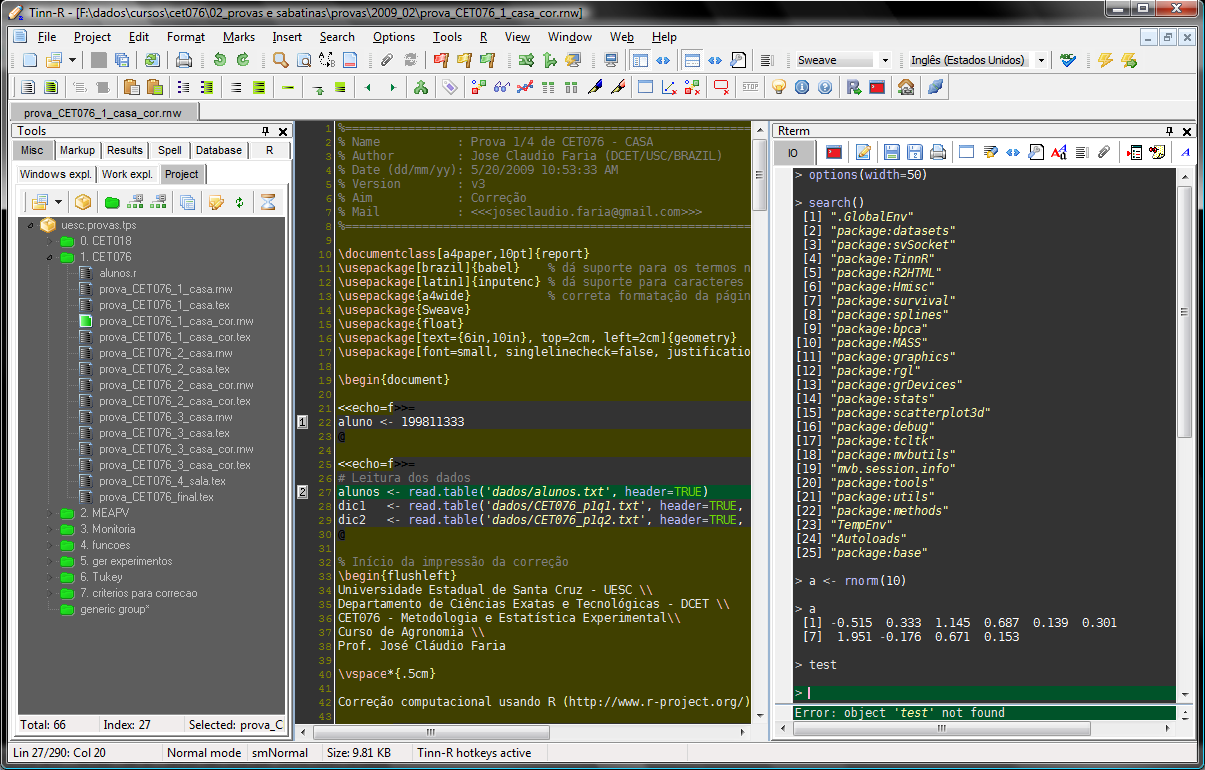 Tinn-R - [F:\dados\cursos\cet076\02_provas e sabatinas\provas\2009_02\prova_CET076_1_casa_cor.rnw]
File Project Edit Format Marks Insert Search Options Tools R View Window Web Help
Sweave Inglês (Estados Unidos)
STOP
prova_CET076_1_casa_cor.rnw
Tools
Misc Markup Results Spell Database R
Windows expl. Work expl. Project
uesc.provas.tps
0. CET018
1. CET076
alunos.r
prova_CET076_1_casa.rnw
prova_CET076_1_casa.tex
prova_CET076_1_casa_cor.rnw
prova_CET076_1_casa_cor.tex
prova_CET076_2_casa.rnw
prova_CET076_2_casa.tex
prova_CET076_2_casa_cor.rnw
prova_CET076_2_casa_cor.tex
prova_CET076_3_casa.rnw
prova_CET076_3_casa.tex
prova_CET076_3_casa_cor.rnw
prova_CET076_3_casa_cor.tex
prova_CET076_4_sala.tex
prova_CET076_final.tex
2. MEAPV
3. Monitoria
4. funcoes
5. ger experimentos
6. Tukey
7. criterios para correcao
generic group*
Total: 66 Index: 27 Selected: prova_C
1 %==================================================
2 % Name : Prova 1/4 de CET076 - CASA
3 % Author : Jose Claudio Faria (DCET/USC/BRAZIL)
4 % Date (dd/mm/yy): 5/20/2009 10:53:33 AM
5 % Version : v3
6 % Aim : Correção
7 % Mail : <<<joseclaudio.faria@gmail.com>>>
8 %==================================================
9
10 \documentclass[a4paper,10pt]{report}
11 \usepackage[brazil]{babel} % dá suporte para os termos n
12 \usepackage[latin1]{inputenc} % dá suporte para caracteres
13 \usepackage{a4wide} % correta formatação da págin
14 \usepackage{Sweave}
15 \usepackage{float}
16 \usepackage[text={6in,10in}, top=2cm, left=2cm]{geometry}
17 \usepackage[font=small, singlelinecheck=false, justificatio
18
19 \begin{document}
20
21 <<echo=f>>=
1 22 aluno <- 199811333
23 @
24
25 <<echo=f>>=
26 # Leitura dos dados
2 27 alunos <- read.table('dados/alunos.txt', header=TRUE)
28 dic1 <- read.table('dados/CET076_p1q1.txt', header=TRUE,
29 dic2 <- read.table('dados/CET076_p1q2.txt', header=TRUE,
30 @
31
32 % Início da impressão da correção
33 \begin{flushleft}
34 Universidade Estadual de Santa Cruz - UESC \\
35 Departamento de Ciências Exatas e Tecnológicas - DCET \\
36 CET076 - Metodologia e Estatística Experimental\\
37 Curso de Agronomia \\
38 Prof. José Cláudio Faria
39
40 \vspace*{.5cm}
41
42 Correção computacional usando R (http://www.r-project.org/)
43
Rterm
IO
> options(width=50)
> search()
[1] ".GlobalEnv"
[2] "package:datasets"
[3] "package:svSocket"
[4] "package:TinnR"
[5] "package:R2HTML"
[6] "package:Hmisc"
[7] "package:survival"
[8] "package:splines"
[9] "package:bpca"
[10] "package:MASS"
[11] "package:graphics"
[12] "package:rgl"
[13] "package:grDevices"
[14] "package:stats"
[15] "package:scatterplot3d"
[16] "package:debug"
[17] "package:tcltk"
[18] "package:mvbutils"
[19] "mvb.session.info"
[20] "package:tools"
[21] "package:utils"
[22] "package:methods"
[23] "TempEnv"
[24] "Autoloads"
[25] "package:base"
> a <- rnorm(10)
> a
[1] -0.515 0.333 1.145 0.687 0.139 0.301
[7] 1.951 -0.176 0.671 0.153
> test
>
Error: object 'test' not found
Lin 27/290: Col 20 Normal mode smNormal Size: 9.81 KB Tinn-R hotkeys active